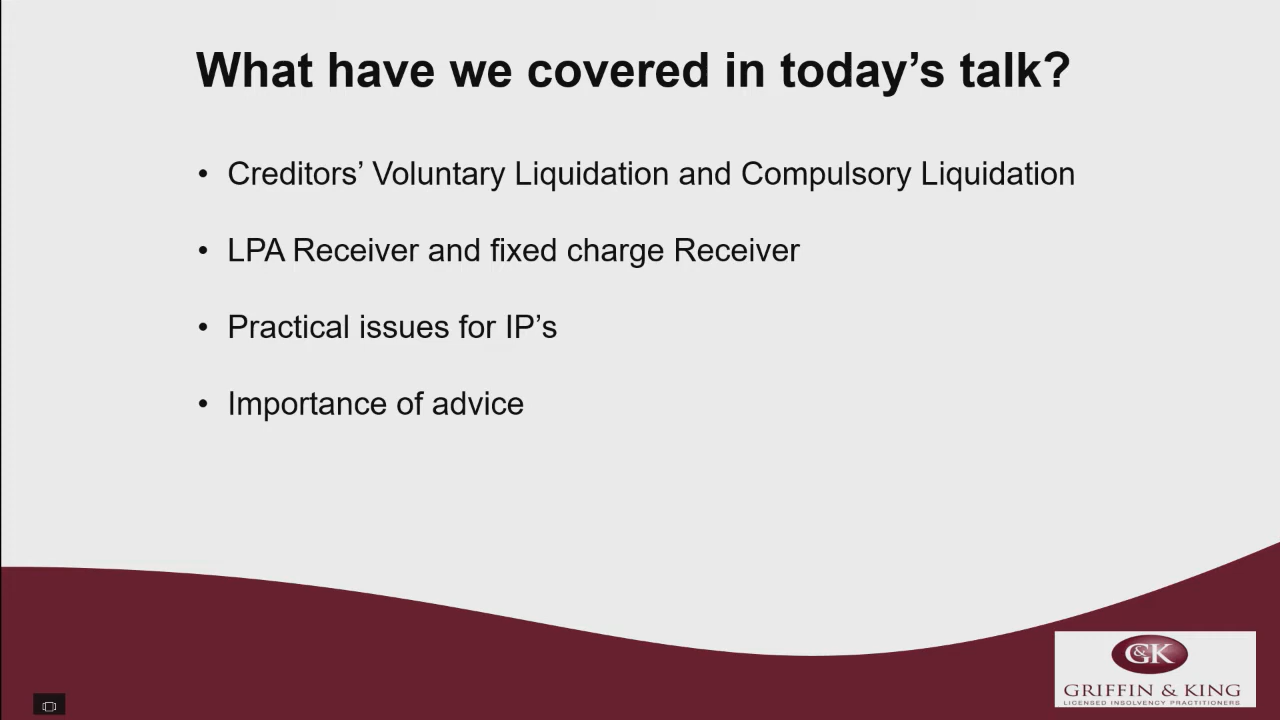 What have we covered in today’s talk?
• Creditors’ Voluntary Liquidation and Compulsory Liquidation
• LPA Receiver and fixed charge Receiver
• Practical issues for IP’s
• Importance of advice
G&K
GRIFFIN & KING
LICENSED INSOLVENCY PRACTITIONERS